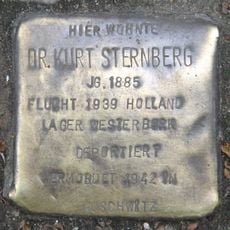 HIER WOHNTE
DR. KURT STERNBERG
JG. 1885
FLUCHT 1939 HOLLAND
LAGER WESTERBORK
DEPORTIERT
ERMORDET 1942 IN
AUSCHWITZ